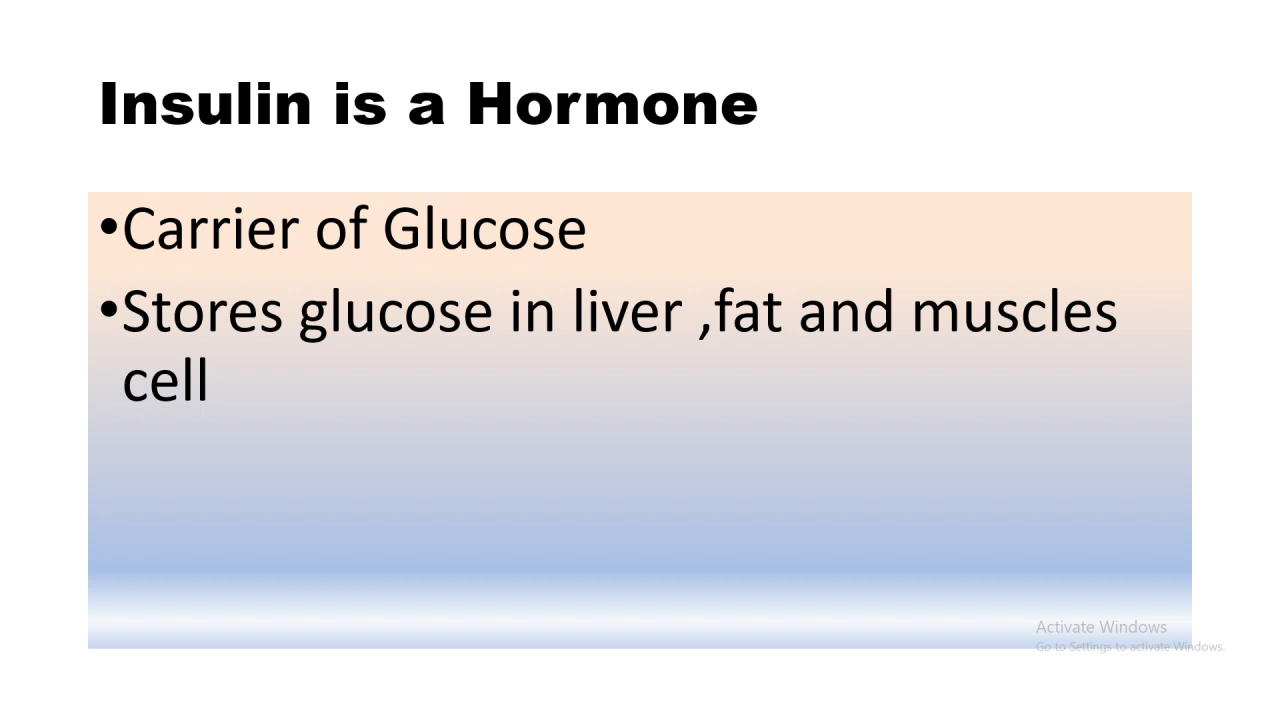 Insulin is a Hormone
•Carrier of Glucose
•Stores glucose in liver ,fat and muscles
cell
Activate Windows
Go to Settings to activate Windows.